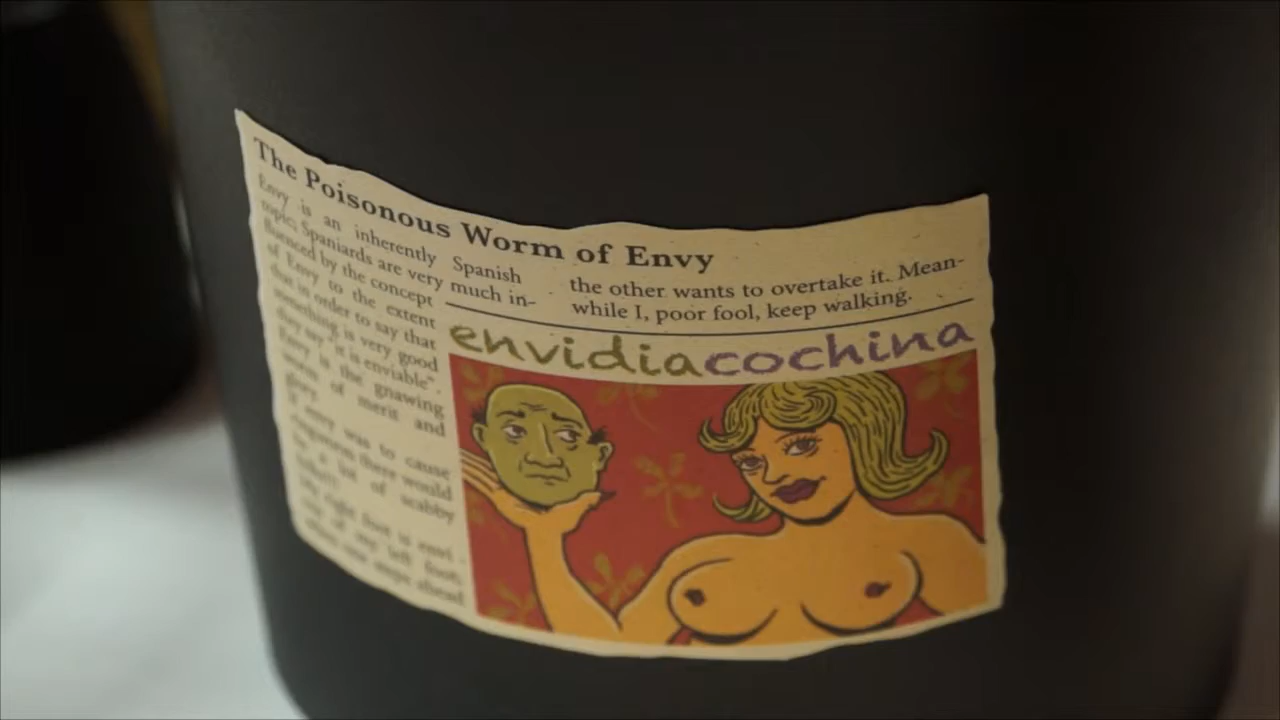 The Poisonous Worm of Envy
Envy is an inherently Spanish
topic; Spaniards are very much in-
fluenced by the concept
of Envy to the extent
that in order to say that
something is very good
they say "it is enviable".
Envy is the gnawing
worm of merit and
glory.
If envy was to cause
ringworm there would
be a lot of scabby
My right foot is envi-
of my left foot:
when one steps ahead
the other wants to overtake it. Mean-
while I, poor fool, keep walking.
envidiacochina